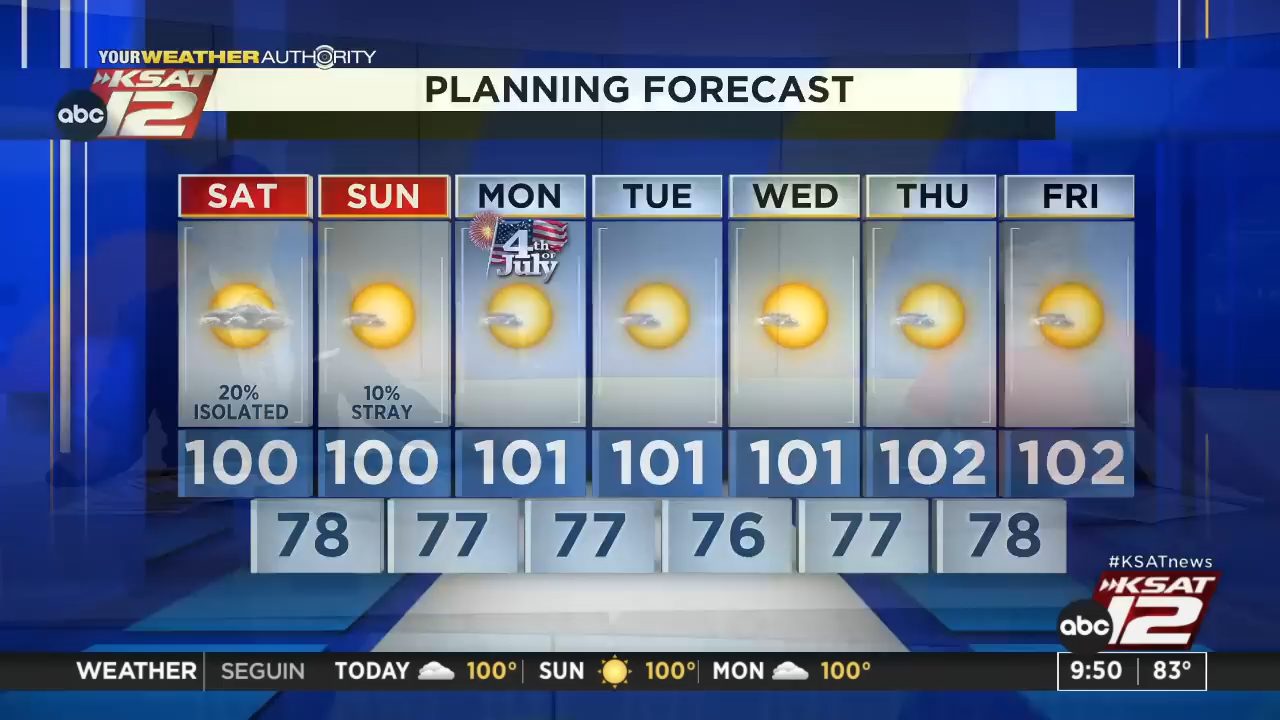 YOURWEATHERAUTHORITY
KSAT
abc 12
PLANNING FORECAST
SAT SUN MON TUE WED THU FRI
4th OF July
20% ISOLATED
10% STRAY
100 100 101 101 101 102 102
78 77 77 76 77 78
#KSATnews
KSAT
abc 12
WEATHER SEGUIN TODAY 100° SUN 100° MON 100° 9:50 83°